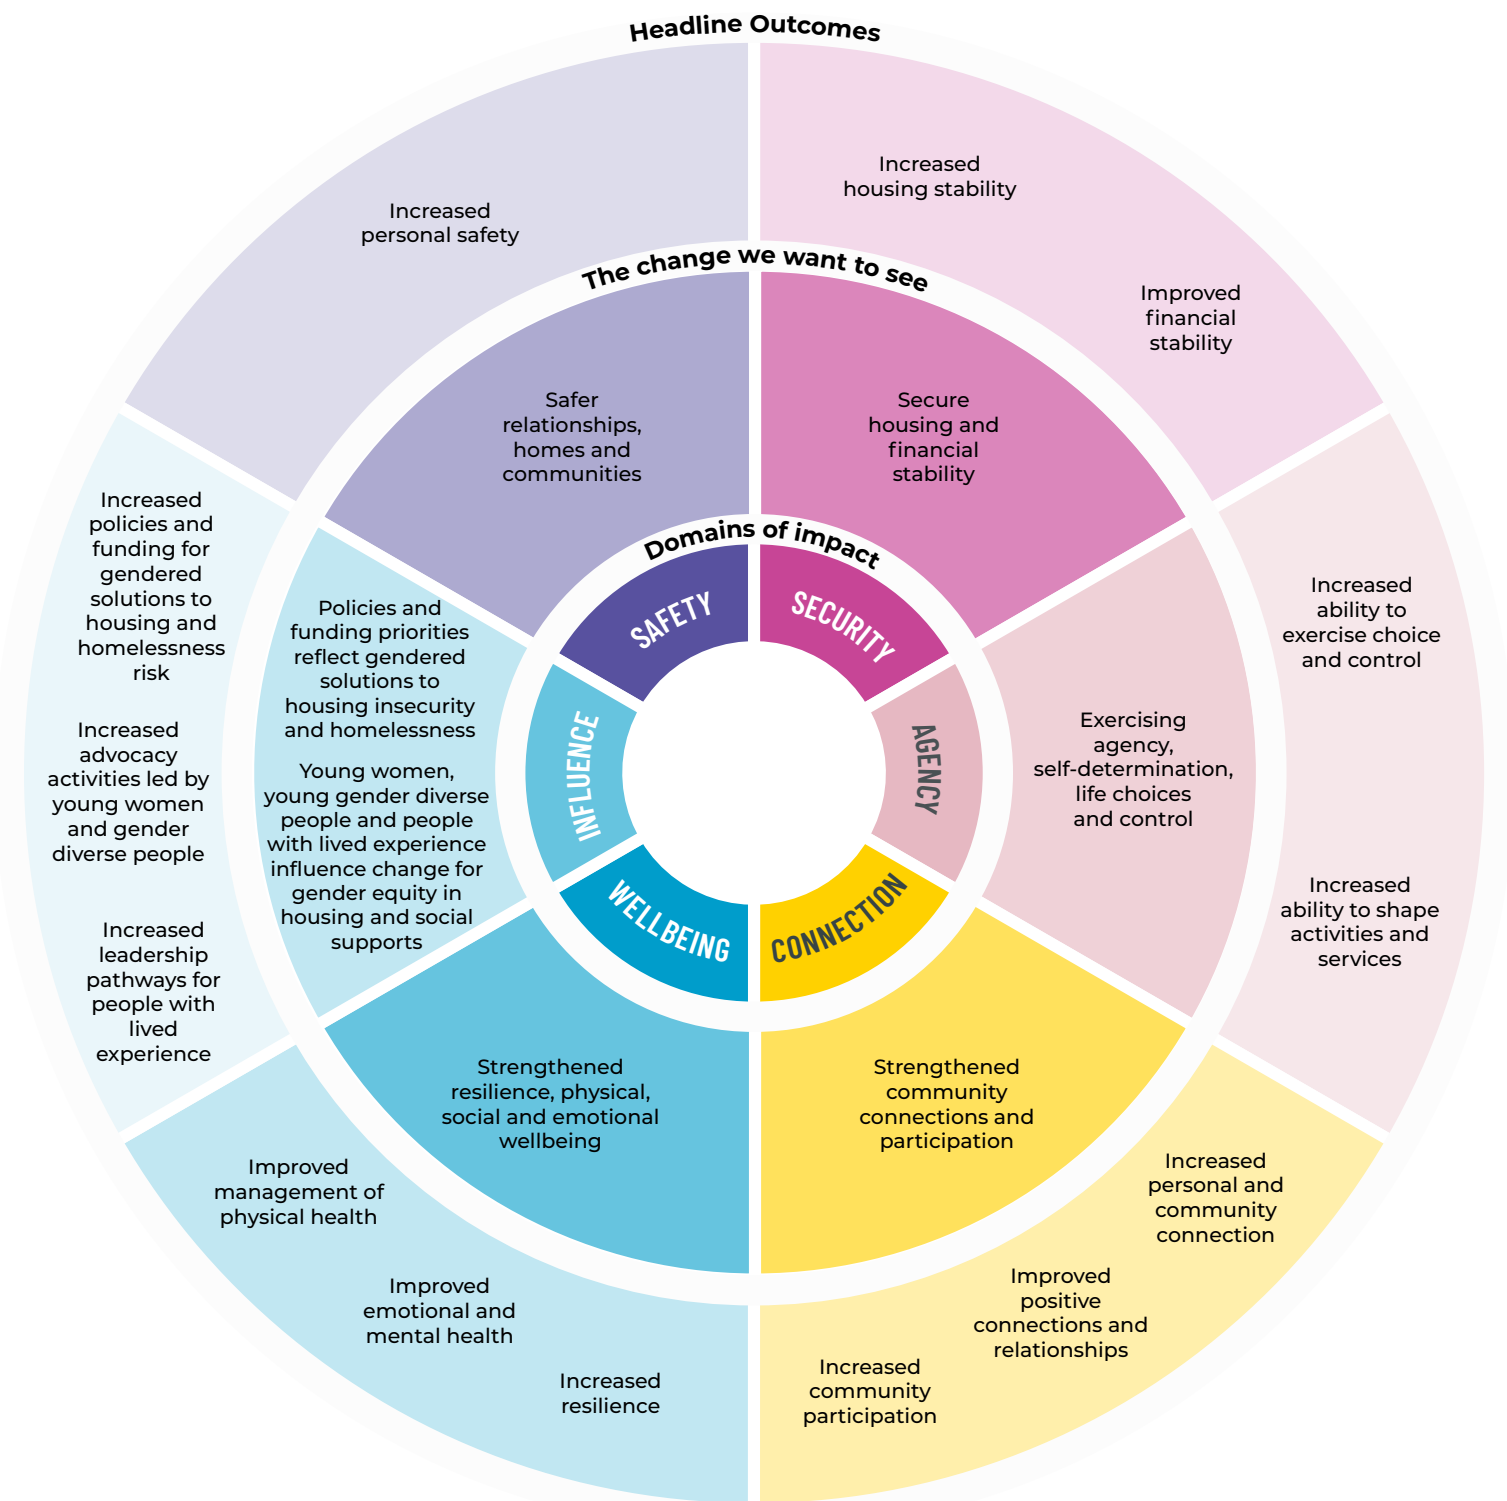 Headline Outcomes
Increased
personal safety
Increased
housing stability
Improved
financial
stability
The change we want to see
Safer
relationships,
homes and
communities
Secure
housing and
financial
stability
Domains of impact
SAFETY
SECURITY
AGENCY
CONNECTION
WELLBEING
INFLUENCE
Increased
policies and
funding for
gendered
solutions to
housing and
homelessness
risk
Increased
advocacy
activities led by
young women
and gender
diverse people
Increased
leadership
pathways for
people with
lived
experience
Policies and
funding priorities
reflect gendered
solutions to
housing insecurity
and homelessness
Young women,
young gender diverse
people and people
with lived experience
influence change for
gender equity in
housing and social
supports
Exercising
agency,
self-determination,
life choices
and control
Increased
ability to
exercise choice
and control
Increased
ability to shape
activities and
services
Strengthened
resilience, physical,
social and emotional
wellbeing
Strengthened
community
connections and
participation
Improved
management of
physical health
Improved
emotional and
mental health
Increased
resilience
Increased
personal and
community
connection
Improved
positive
connections and
relationships
Increased
community
participation